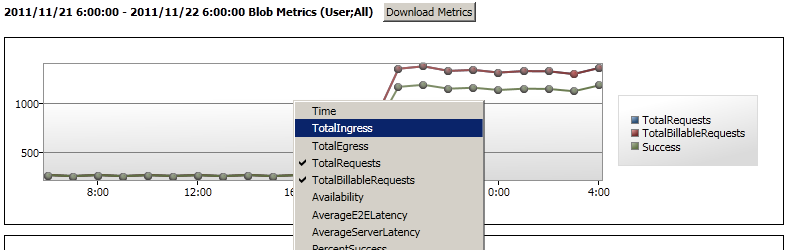 2011/11/21 6:00:00 - 2011/11/22 6:00:00 Blob Metrics (User;All) Download Metrics
1000
500
8:00
12:00
16
0:00
4:00
Time
TotalIngress
TotalEgress
TotalRequests
TotalBillableRequests
Availability
AverageE2ELatency
AverageServerLatency
PercentSuccess
TotalRequests
TotalBillableRequests
Success